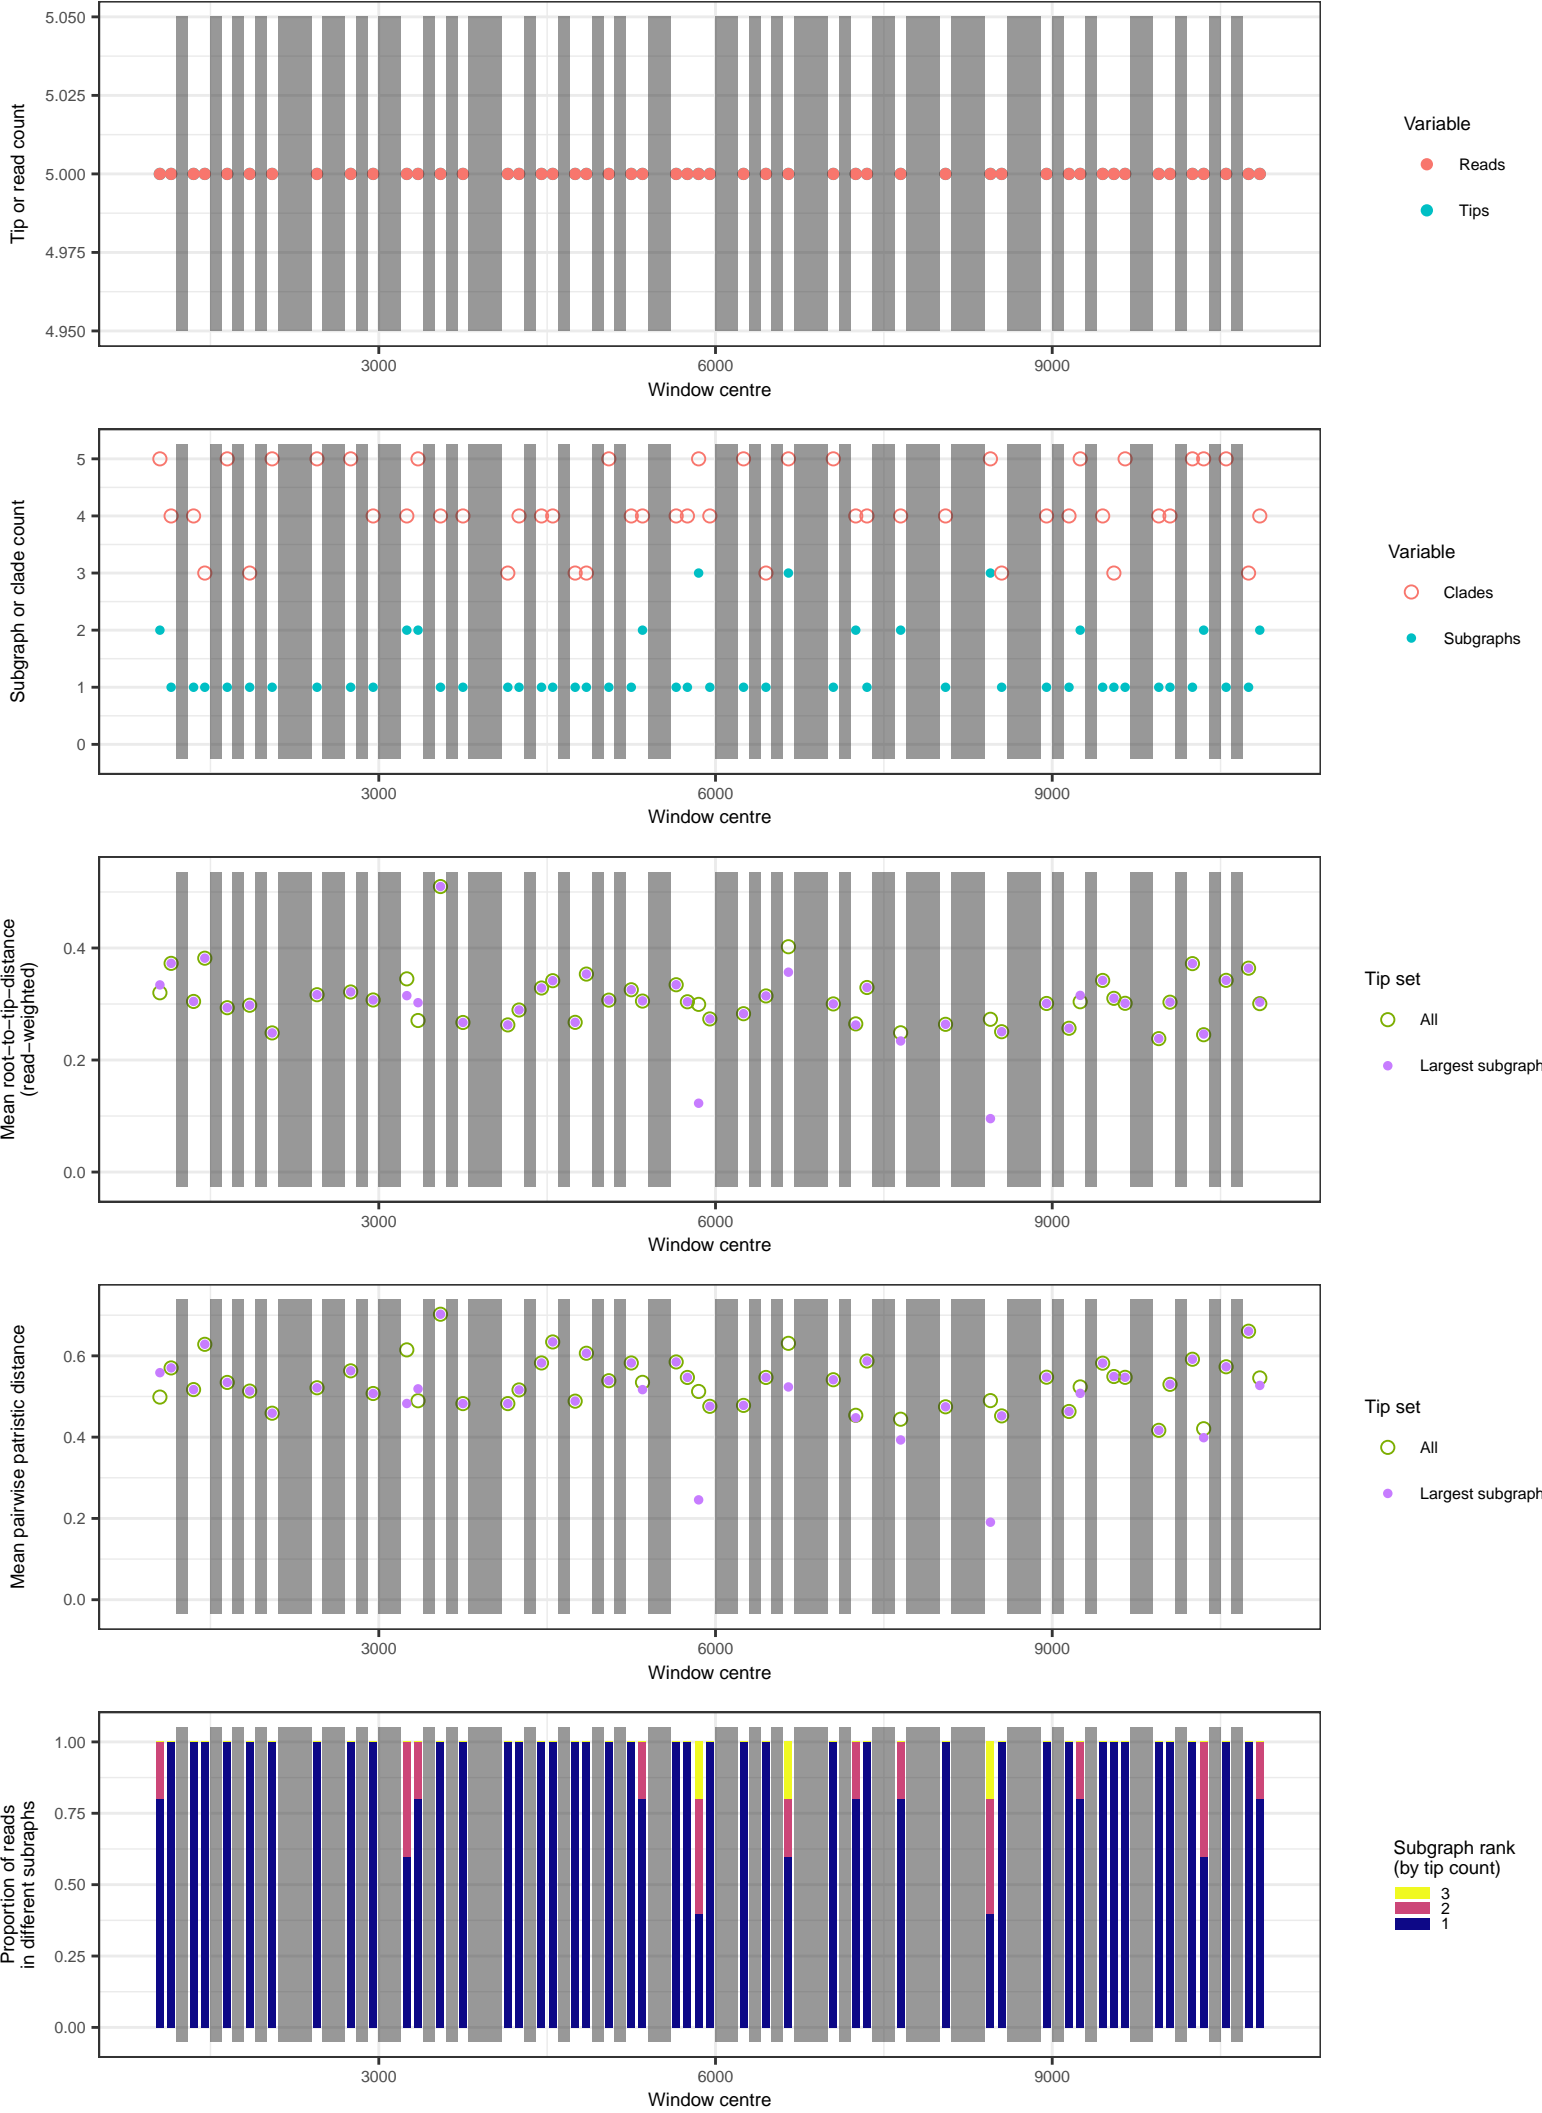 5.050
5.025
5.000
4.975
4.950
Tip or read count
3000
6000
9000
Window centre
Variable
Reads
Tips
5
4
3
2
1
0
Subgraph or clade count
3000
6000
9000
Window centre
Variable
Clades
Subgraphs
0.4
0.2
0.0
Mean root−to−tip−distance
(read−weighted)
3000
6000
9000
Window centre
Tip set
All
Largest subgraph
0.6
0.4
0.2
0.0
Mean pairwise patristic distance
3000
6000
9000
Window centre
Tip set
All
Largest subgraph
1.00
0.75
0.50
0.25
0.00
Proportion of reads
in different subraphs
3000
6000
9000
Window centre
Subgraph rank
(by tip count)
3
2
1